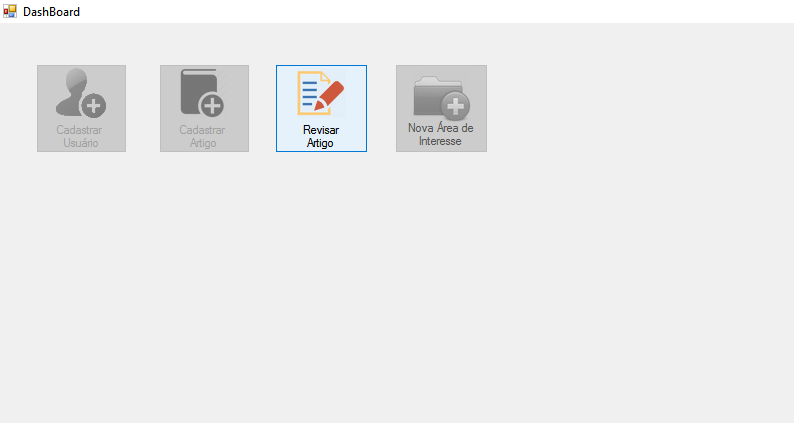 DashBoard
Cadastrar
Usuário
Cadastrar
Artigo
Revisar
Artigo
Nova Área de
Interesse